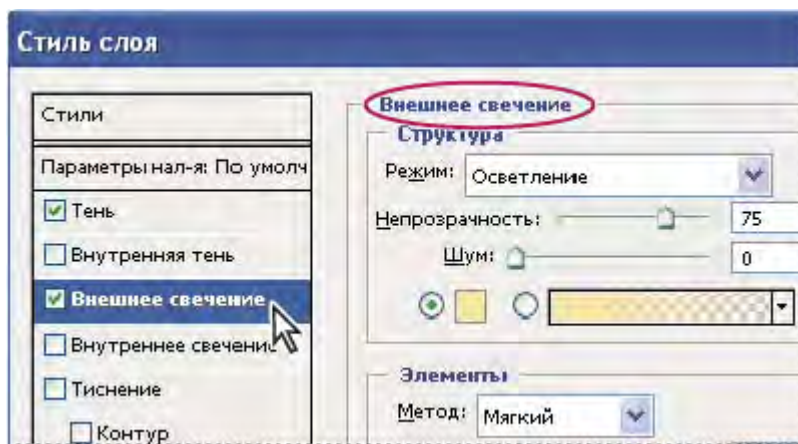 Стиль слоя
Стили
Параметры нал-я: По умолч
Тень
Внутренняя тень
Внешнее свечение
Внутреннее свечение
Тиснение
Контур
Внешнее свечение
Структура
Режим: Осветление
Непрозрачность: 75
Шум: 0
Элементы
Метод: Мягкий